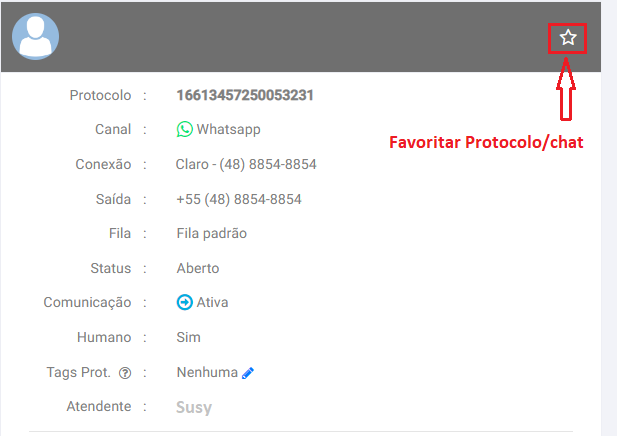 Protocolo : 16613457250053231
Favoritar Protocolo/chat
Canal : Whatsapp
Conexão : Claro - (48) 8854-8854
Saída : +55 (48) 8854-8854
Fila : Fila padrão
Status : Aberto
Comunicação : Ativa
Humano : Sim
Tags Prot. ? : Nenhuma
Atendente : Susy